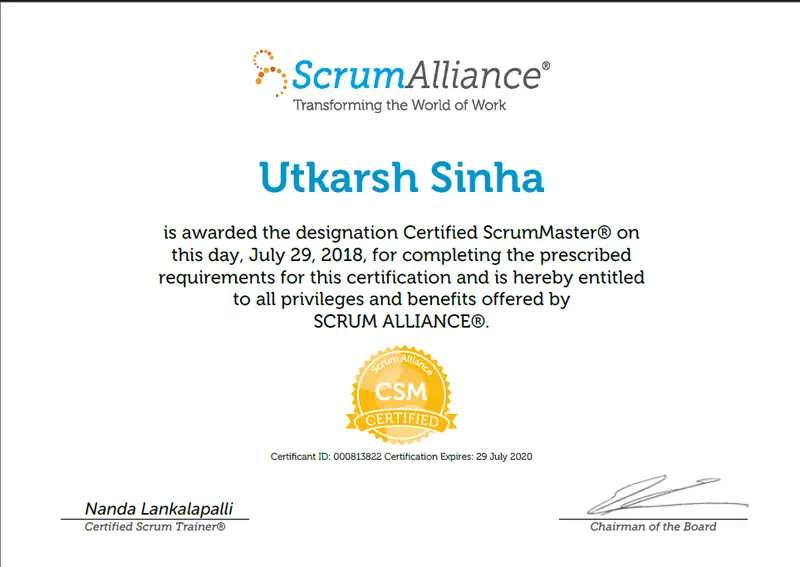 ScrumAlliance®
Transforming the World of Work
Utkarsh Sinha
is awarded the designation Certified ScrumMaster® on
this day, July 29, 2018, for completing the prescribed
requirements for this certification and is hereby entitled
to all privileges and benefits offered by
SCRUM ALLIANCE®.
Scrum Alliance
CSM
CERTIFIED
Certificant ID: 000813822 Certification Expires: 29 July 2020
Nanda Lankalapalli
Certified Scrum Trainer®
Chairman of the Board